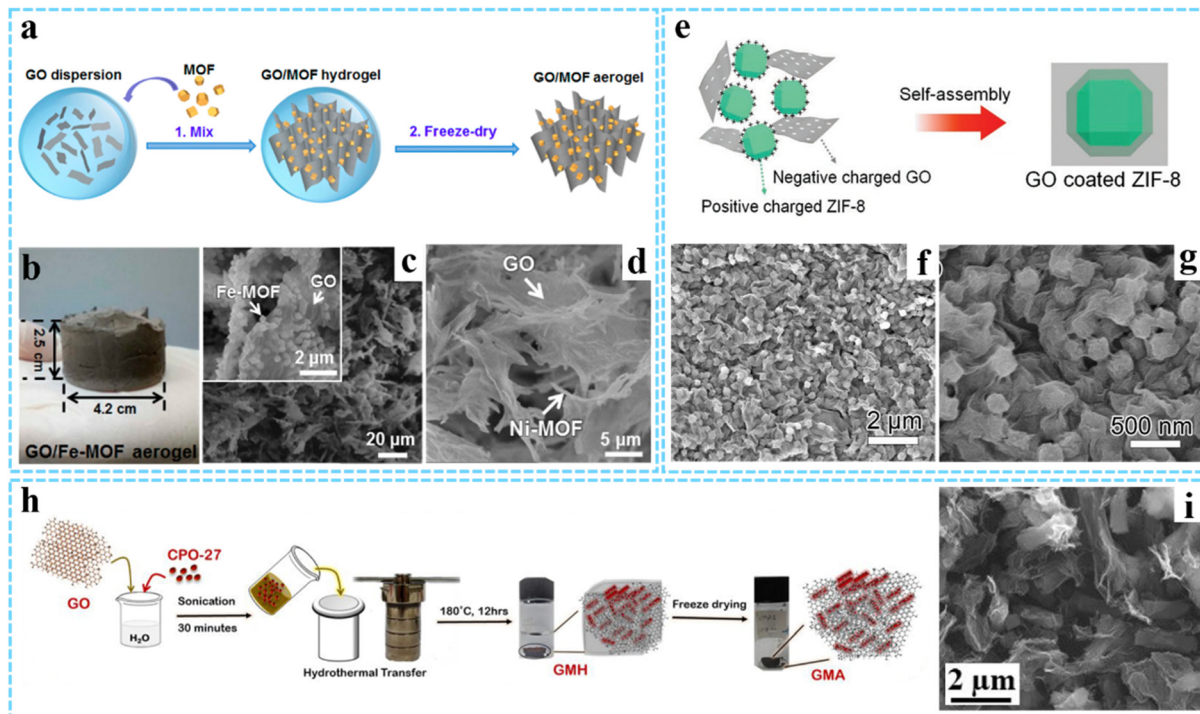 a
GO dispersion
MOF
GO/MOF hydrogel
GO/MOF aerogel
1. Mix
2. Freeze-dry
b
2.5 cm
4.2 cm
GO/Fe-MOF aerogel
c
Fe-MOF
GO
2 μm
20 μm
d
GO
Ni-MOF
5 μm
e
Self-assembly
Negative charged GO
Positive charged ZIF-8
GO coated ZIF-8
f
2 μm
g
500 nm
h
GO
CPO-27
H₂O
Sonication
30 minutes
Hydrothermal Transfer
180°C, 12hrs
GMH
Freeze drying
GMA
i
2 μm